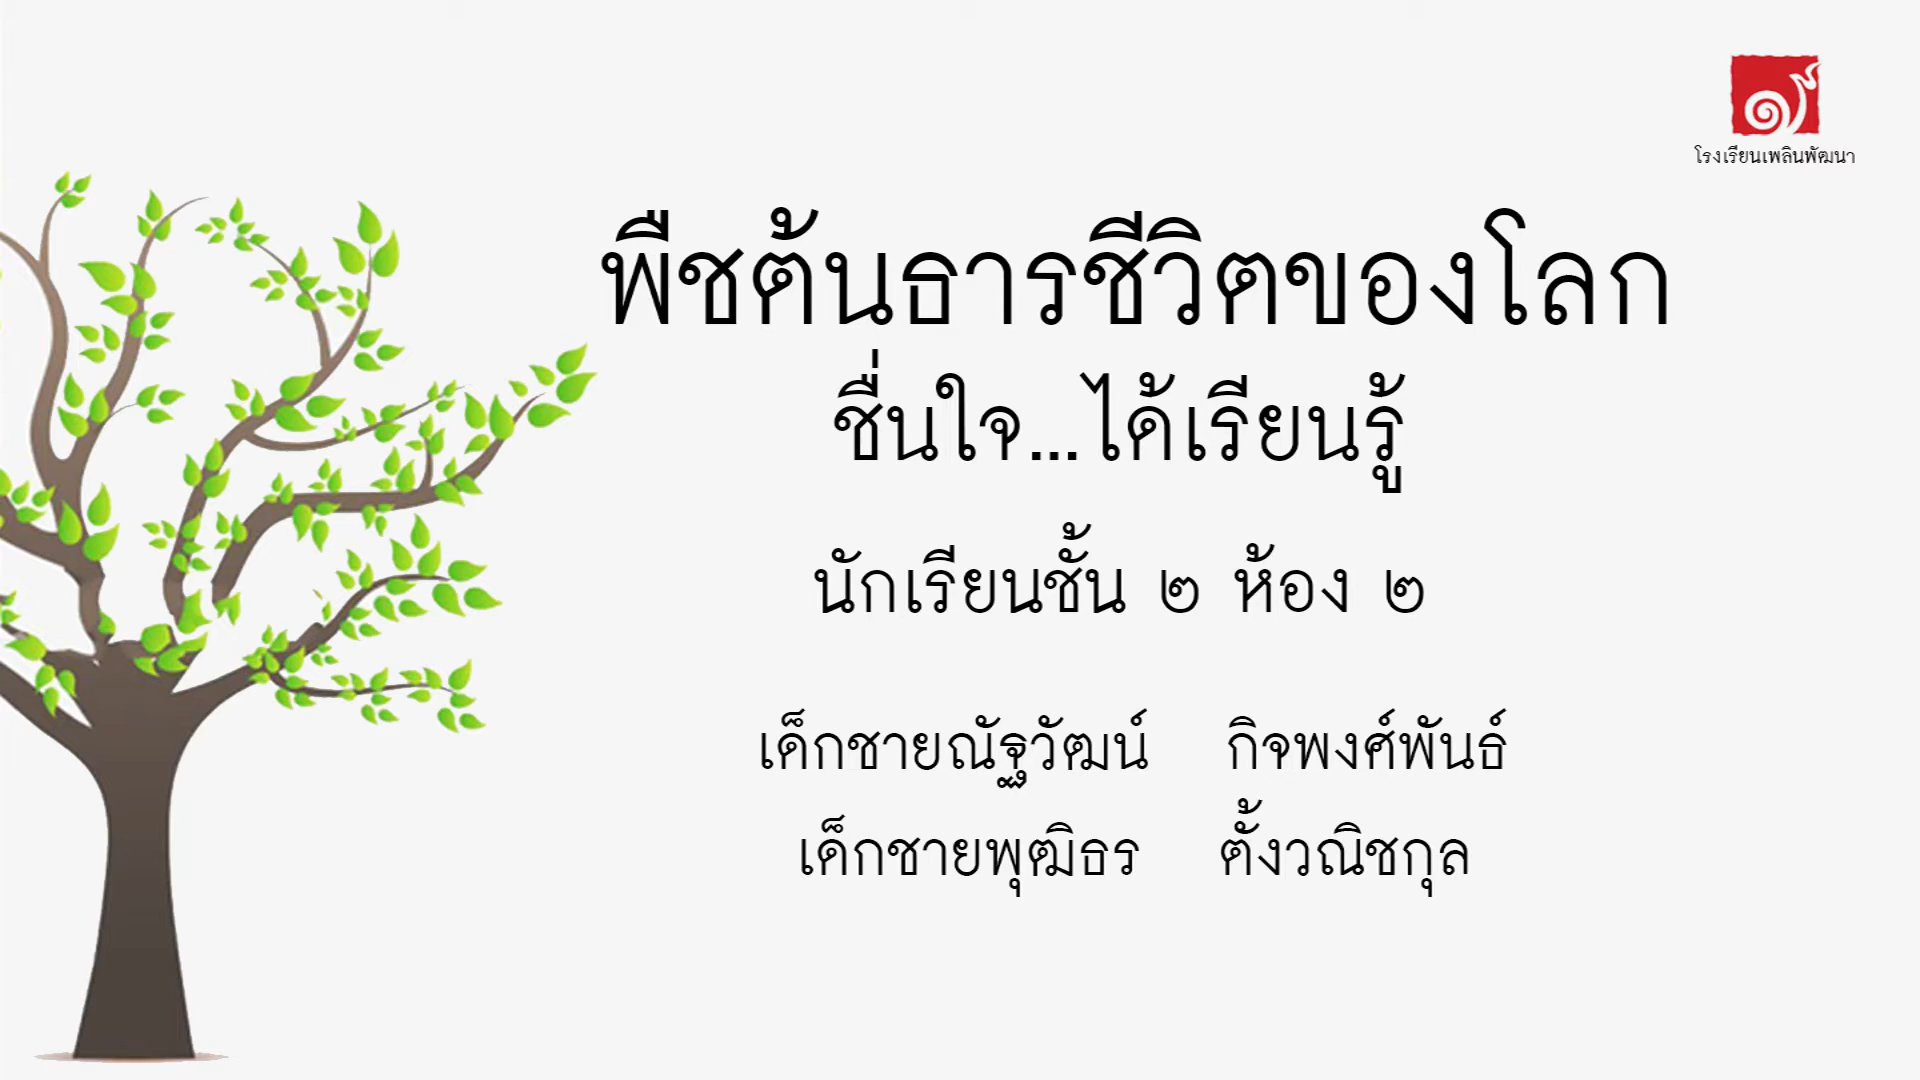 โรงเรียนเพลินพัฒนา
พืชต้นธารชีวิตของโลก
ชื่นใจ...ได้เรียนรู้
นักเรียนชั้น ๒ ห้อง ๒
เด็กชายณัฐวัฒน์ กิจพงศ์พันธ์
เด็กชายพุฒิธร ตั้งวณิชกุล